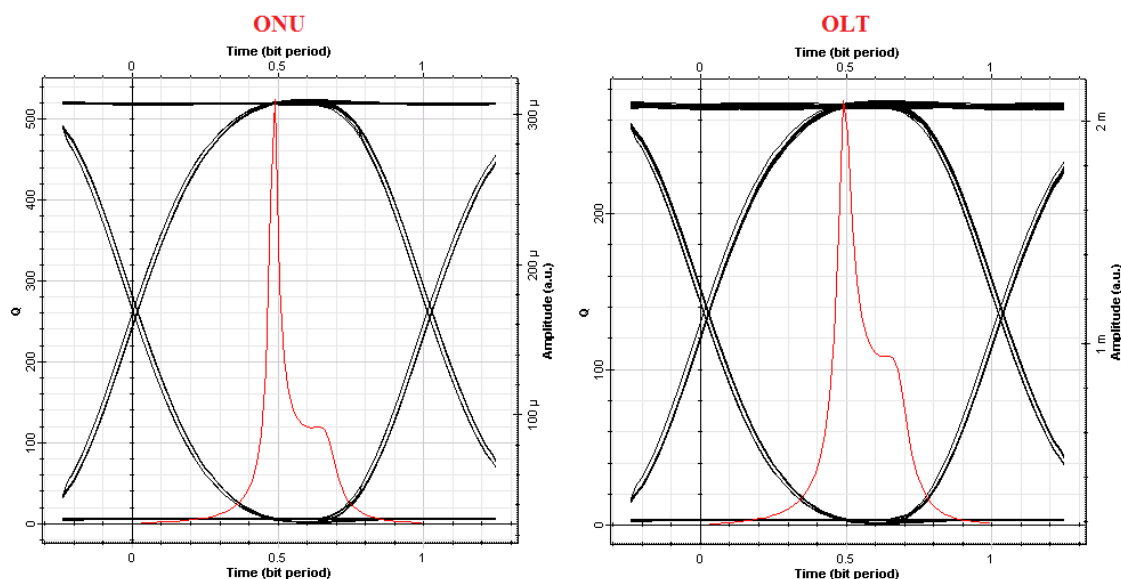 ONU
Time (bit period)
0 0.5 1
500
400
300
200
100
0
Q
300 µ
200 µ
100 µ
Amplitude (a.u.)
0 0.5 1
Time (bit period)
OLT
Time (bit period)
0 0.5 1
200
100
0
Q
2 m
1 m
Amplitude (a.u.)
0 0.5 1
Time (bit period)